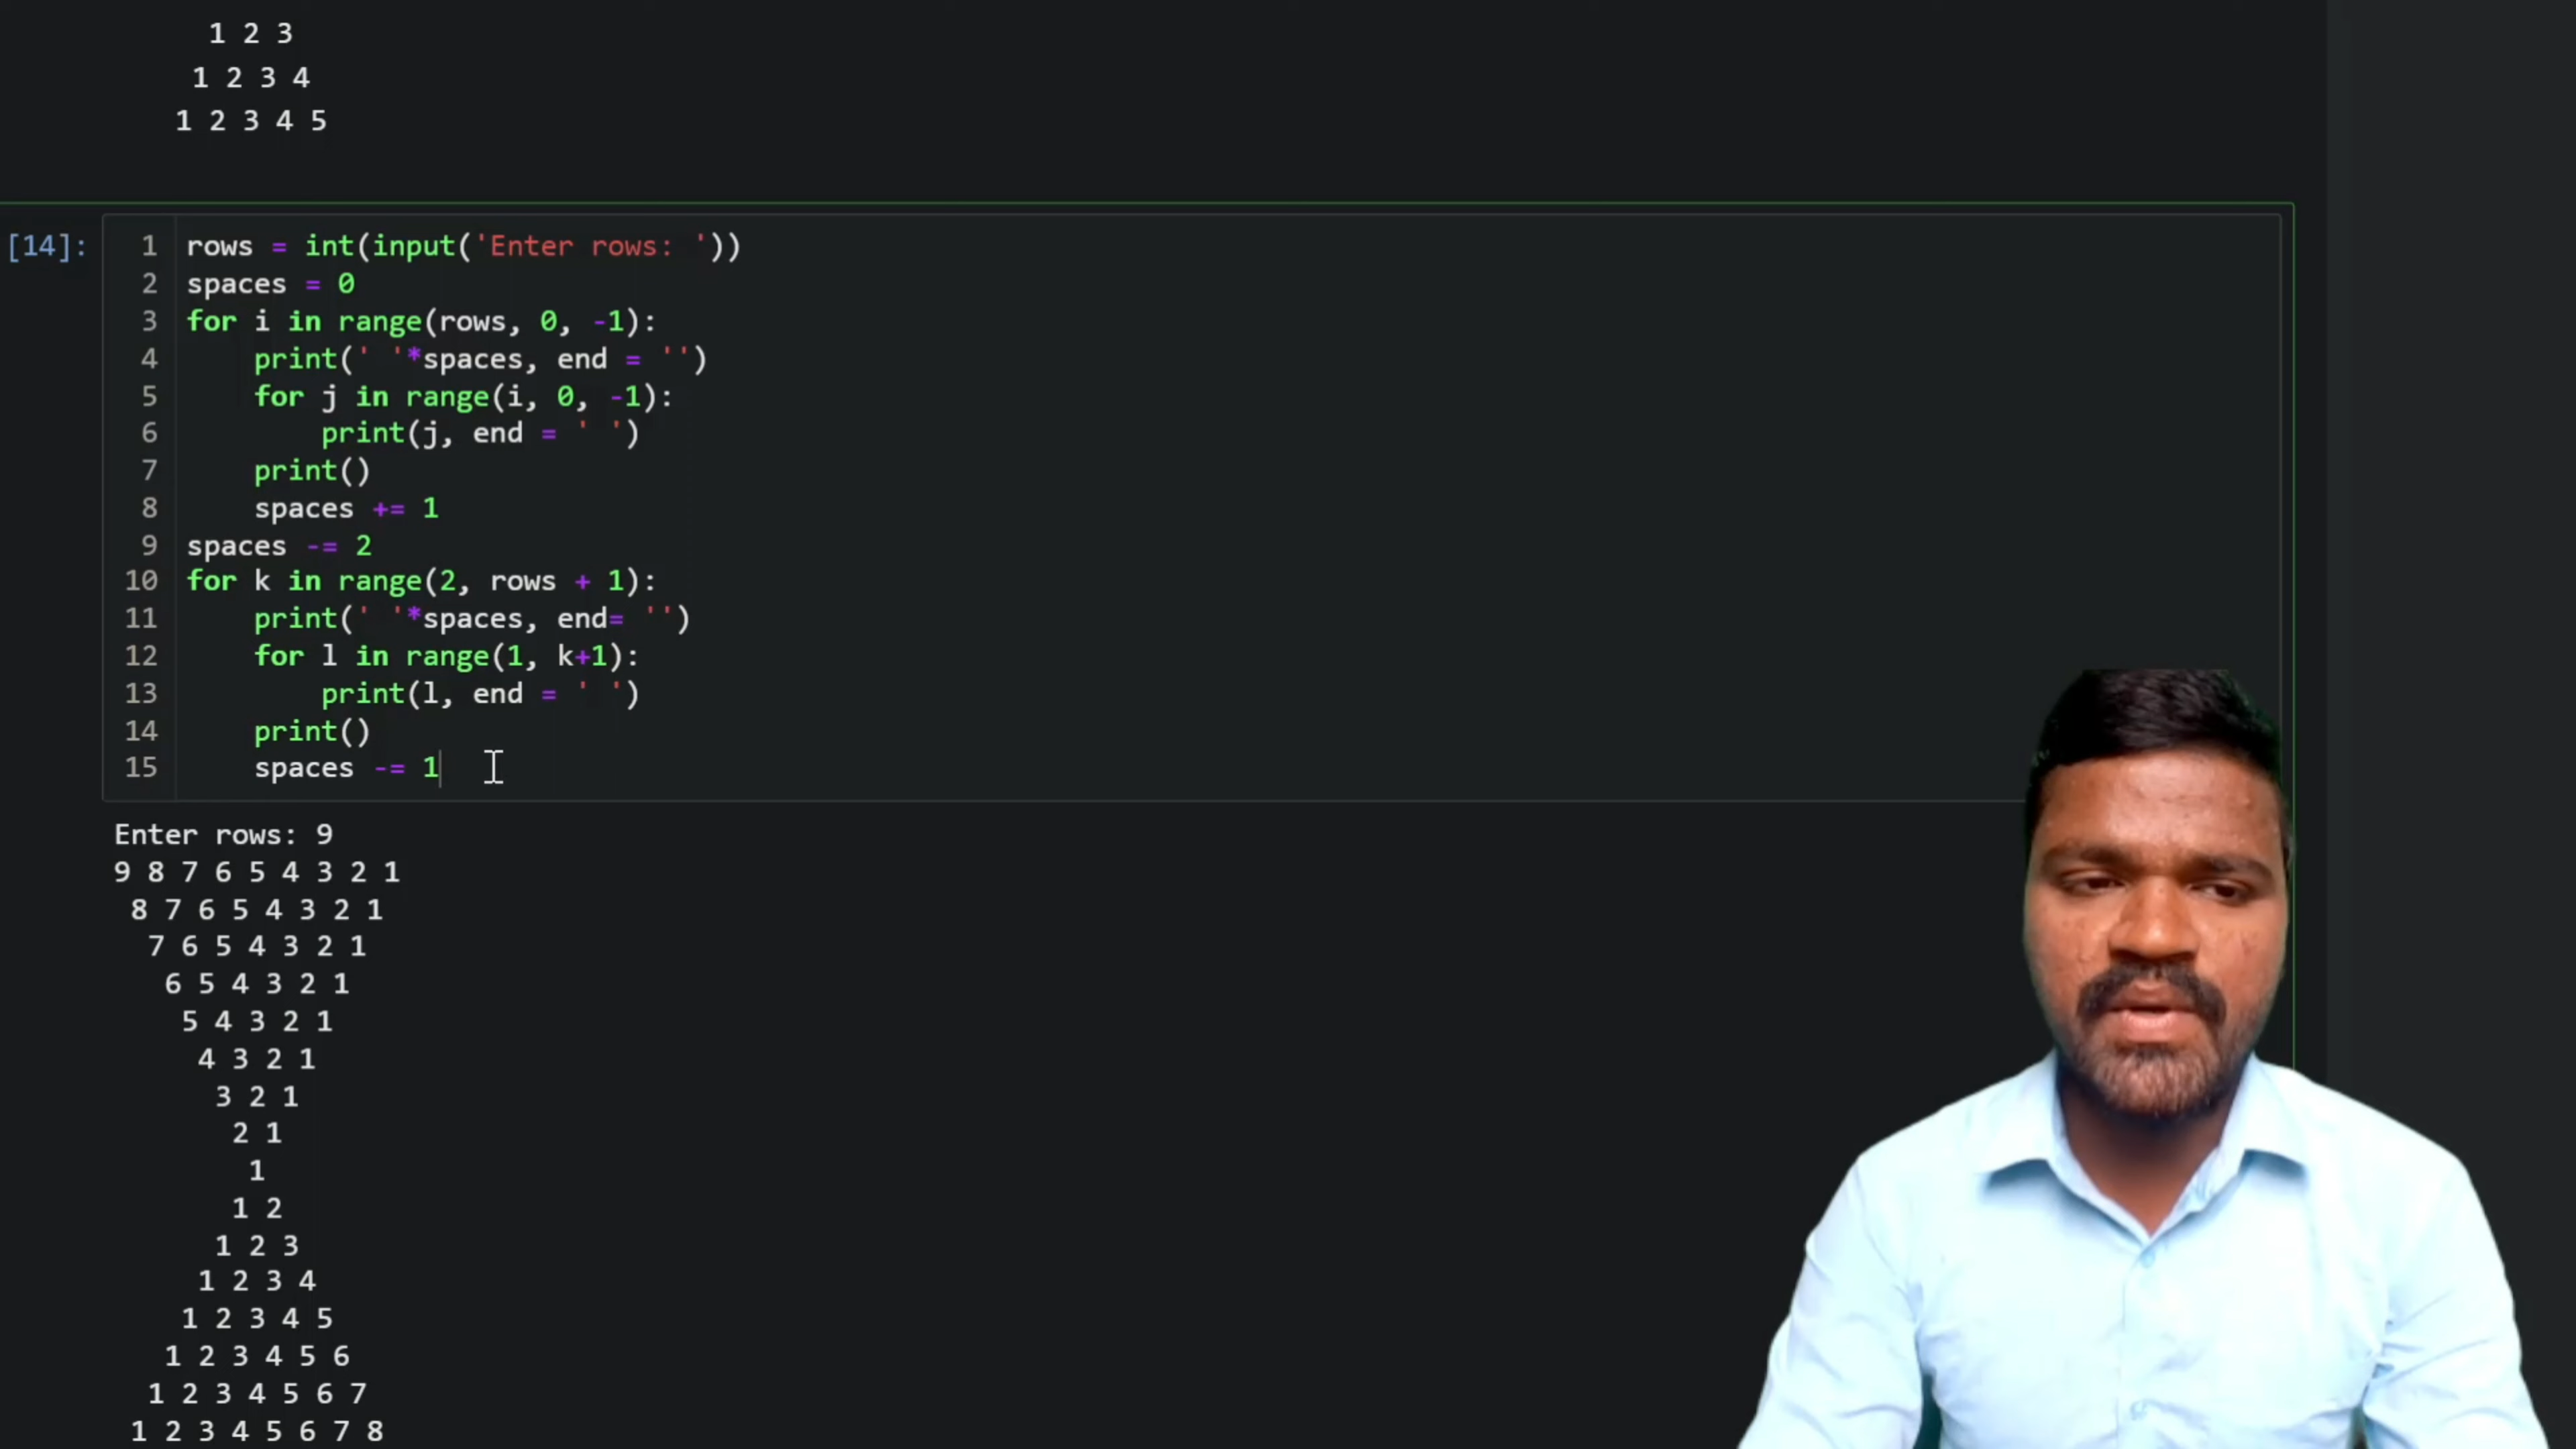 1 2 3
1 2 3 4
1 2 3 4 5
[14]:
1 rows = int(input('Enter rows: '))
2 spaces = 0
3 for i in range(rows, 0, -1):
4     print(' '*spaces, end = '')
5     for j in range(i, 0, -1):
6         print(j, end = ' ')
7     print()
8     spaces += 1
9 spaces -= 2
10 for k in range(2, rows + 1):
11     print(' '*spaces, end= '')
12     for l in range(1, k+1):
13         print(l, end = ' ')
14     print()
15     spaces -= 1
Enter rows: 9
9 8 7 6 5 4 3 2 1
8 7 6 5 4 3 2 1
7 6 5 4 3 2 1
6 5 4 3 2 1
5 4 3 2 1
4 3 2 1
3 2 1
2 1
1
1 2
1 2 3
1 2 3 4
1 2 3 4 5
1 2 3 4 5 6
1 2 3 4 5 6 7
1 2 3 4 5 6 7 8